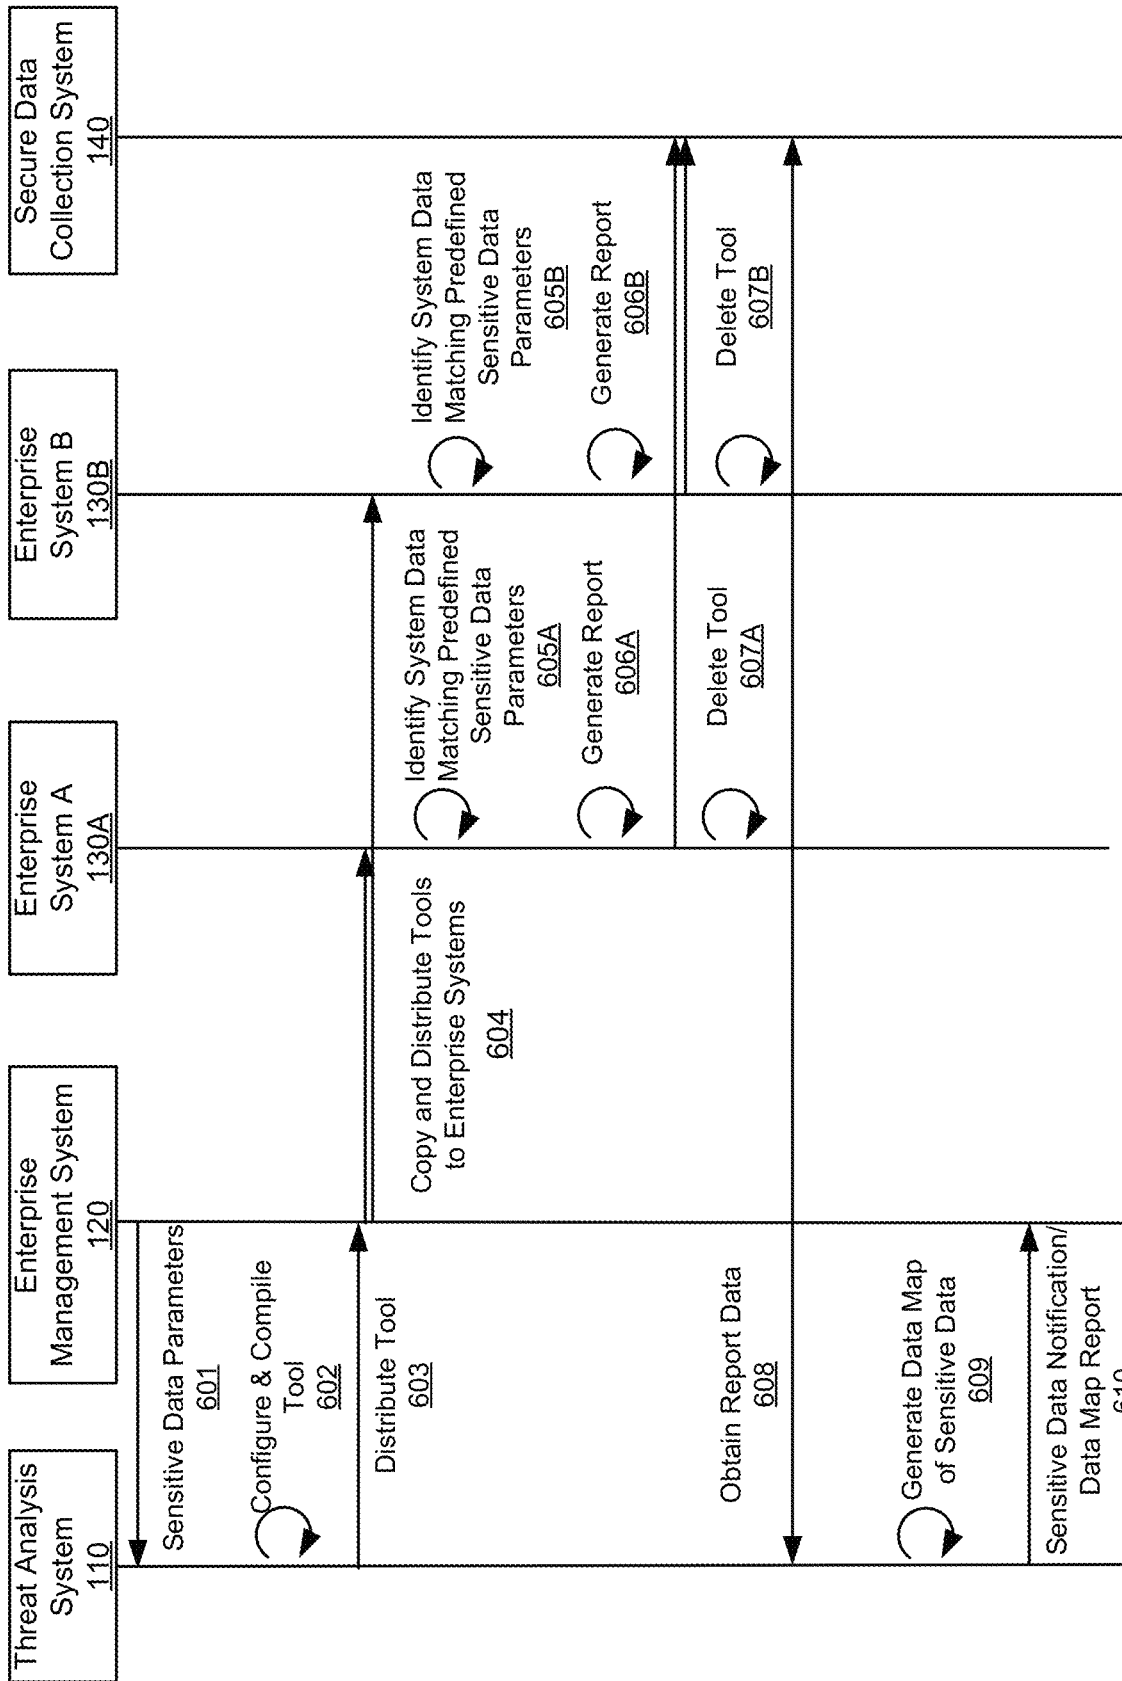 Threat Analysis
System
110
Enterprise
Management System
120
Enterprise
System A
130A
Enterprise
System B
130B
Secure Data
Collection System
140
Sensitive Data Parameters
601
Configure & Compile
Tool
602
Distribute Tool
603
Copy and Distribute Tools
to Enterprise Systems
604
Identify System Data
Matching Predefined
Sensitive Data
Parameters
605A
Identify System Data
Matching Predefined
Sensitive Data
Parameters
605B
Generate Report
606A
Generate Report
606B
Delete Tool
607A
Delete Tool
607B
Obtain Report Data
608
Generate Data Map
of Sensitive Data
609
Sensitive Data Notification/
Data Map Report
610